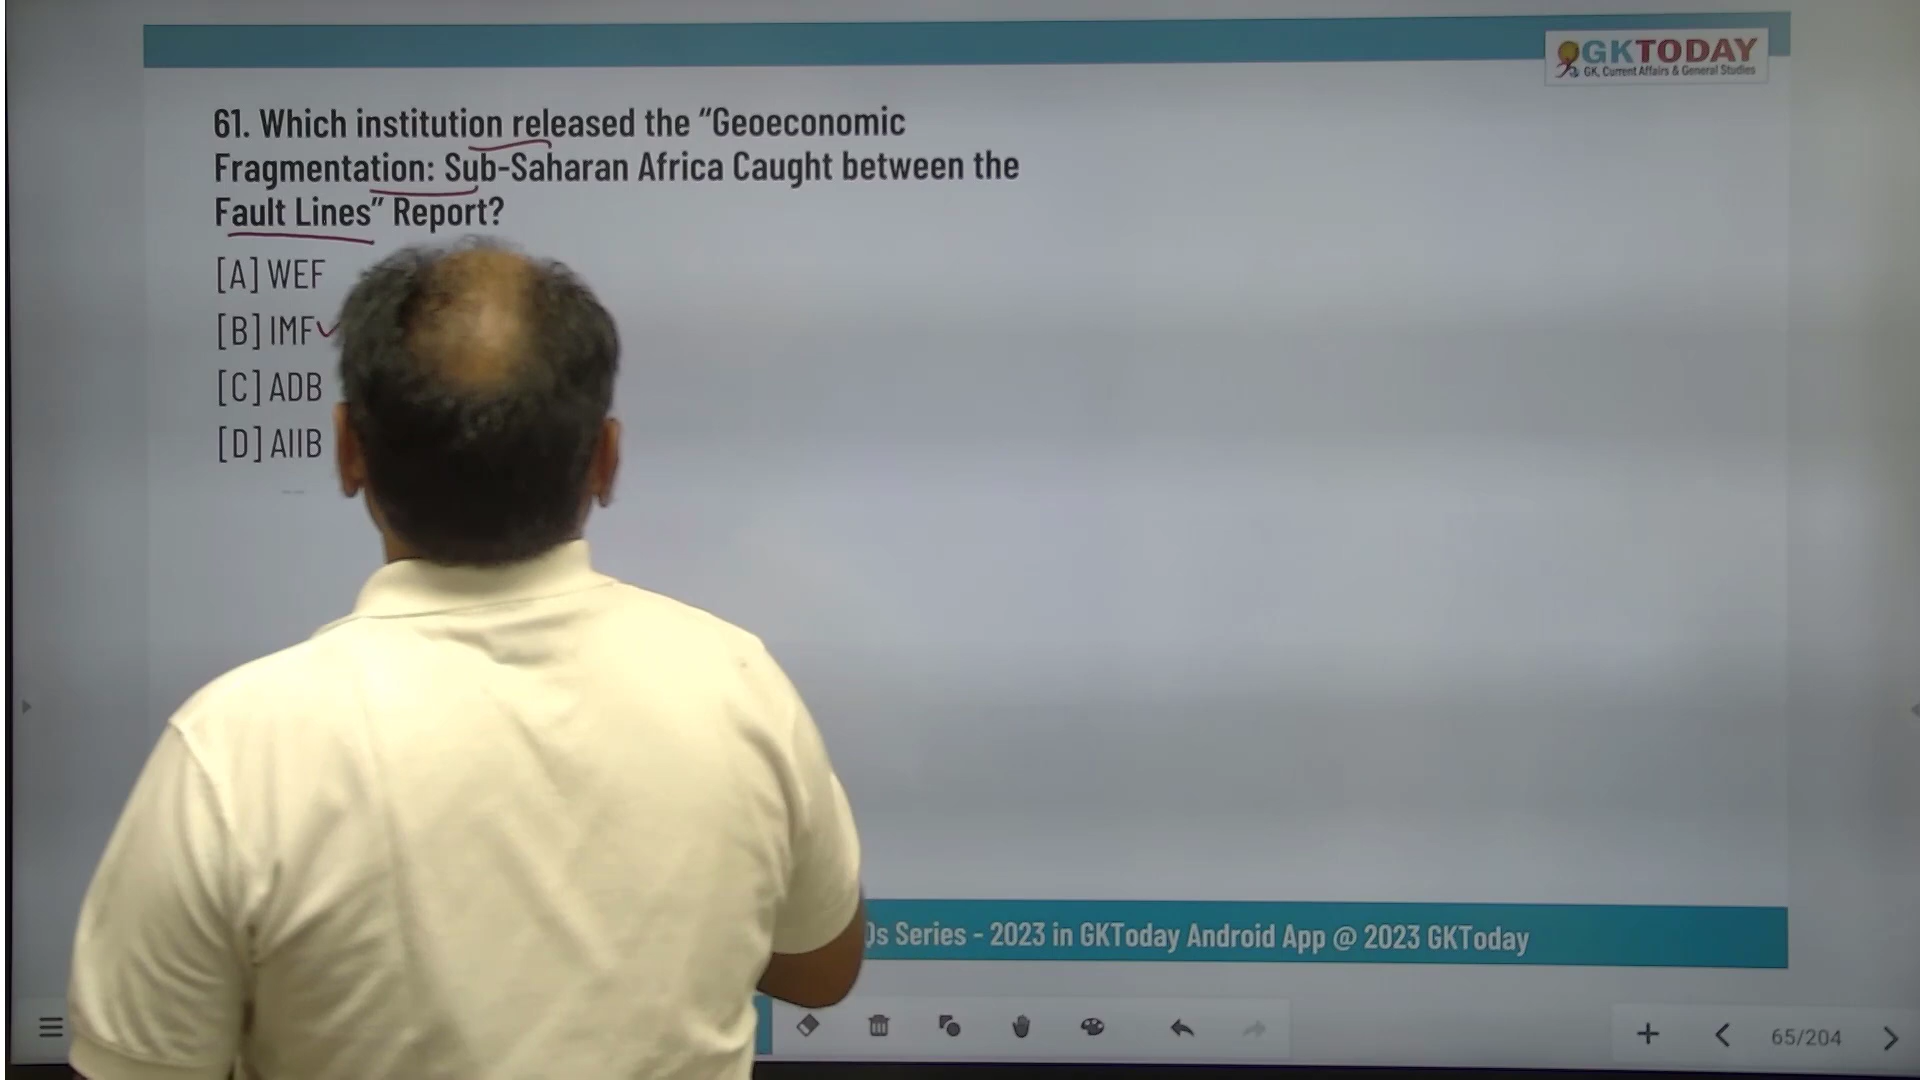 GKTODAY
GK, Current Affairs & General Studies
61. Which institution released the “Geoeconomic
Fragmentation: Sub-Saharan Africa Caught between the
Fault Lines” Report?
[A] WEF
[B] IMF
[C] ADB
[D] AIIB
Series - 2023 in GKToday Android App @ 2023 GKToday
65/204